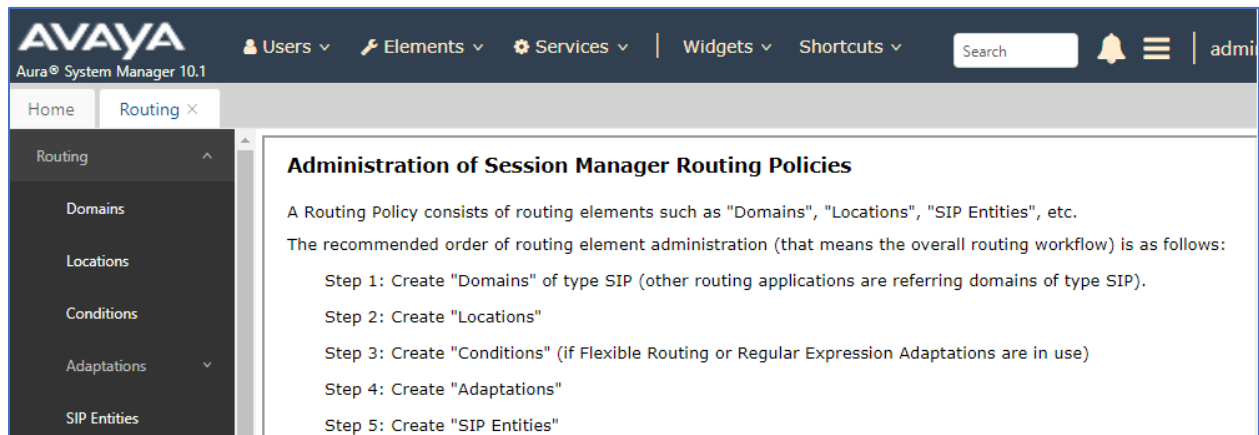 AVAYA
Aura® System Manager 10.1
Users Elements Services | Widgets Shortcuts Search
Home Routing ×
Routing
Domains
Locations
Conditions
Adaptations
SIP Entities
Administration of Session Manager Routing Policies
A Routing Policy consists of routing elements such as "Domains", "Locations", "SIP Entities", etc.
The recommended order of routing element administration (that means the overall routing workflow) is as follows:
Step 1: Create "Domains" of type SIP (other routing applications are referring domains of type SIP).
Step 2: Create "Locations"
Step 3: Create "Conditions" (if Flexible Routing or Regular Expression Adaptations are in use)
Step 4: Create "Adaptations"
Step 5: Create "SIP Entities"